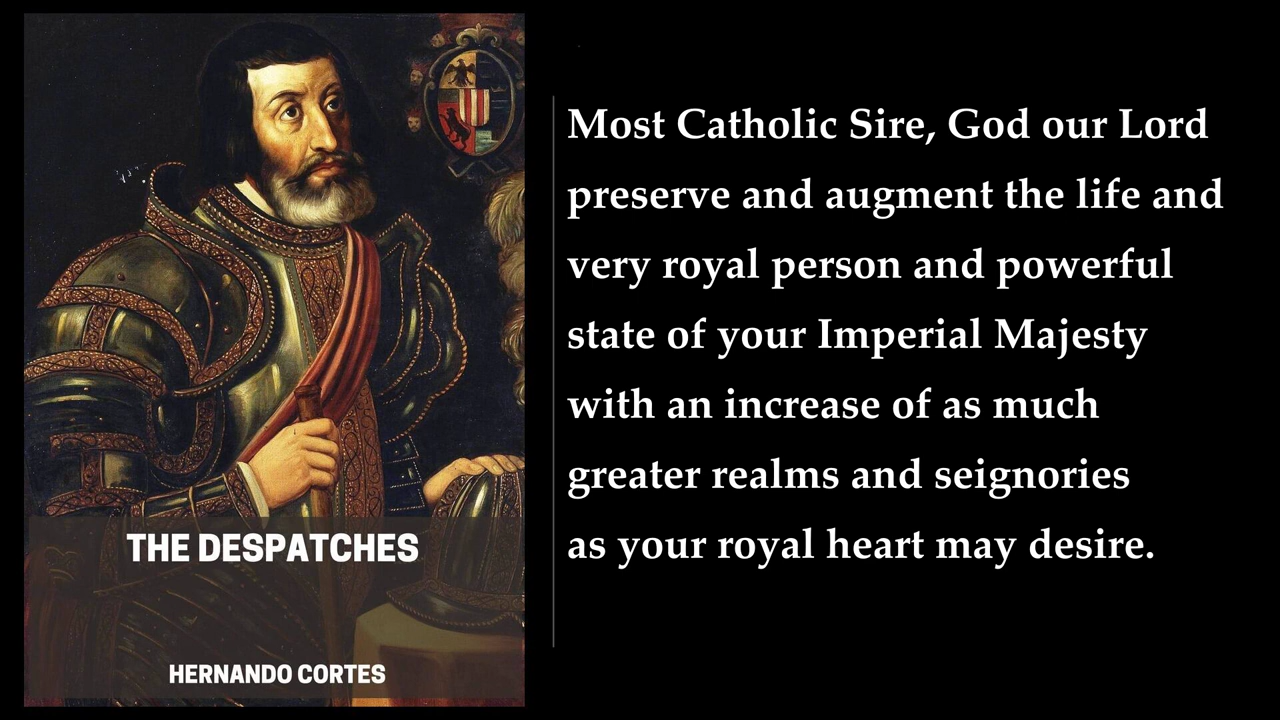 THE DESPATCHES
HERNANDO CORTES
Most Catholic Sire, God our Lord
preserve and augment the life and
very royal person and powerful
state of your Imperial Majesty
with an increase of as much
greater realms and seignories
as your royal heart may desire.